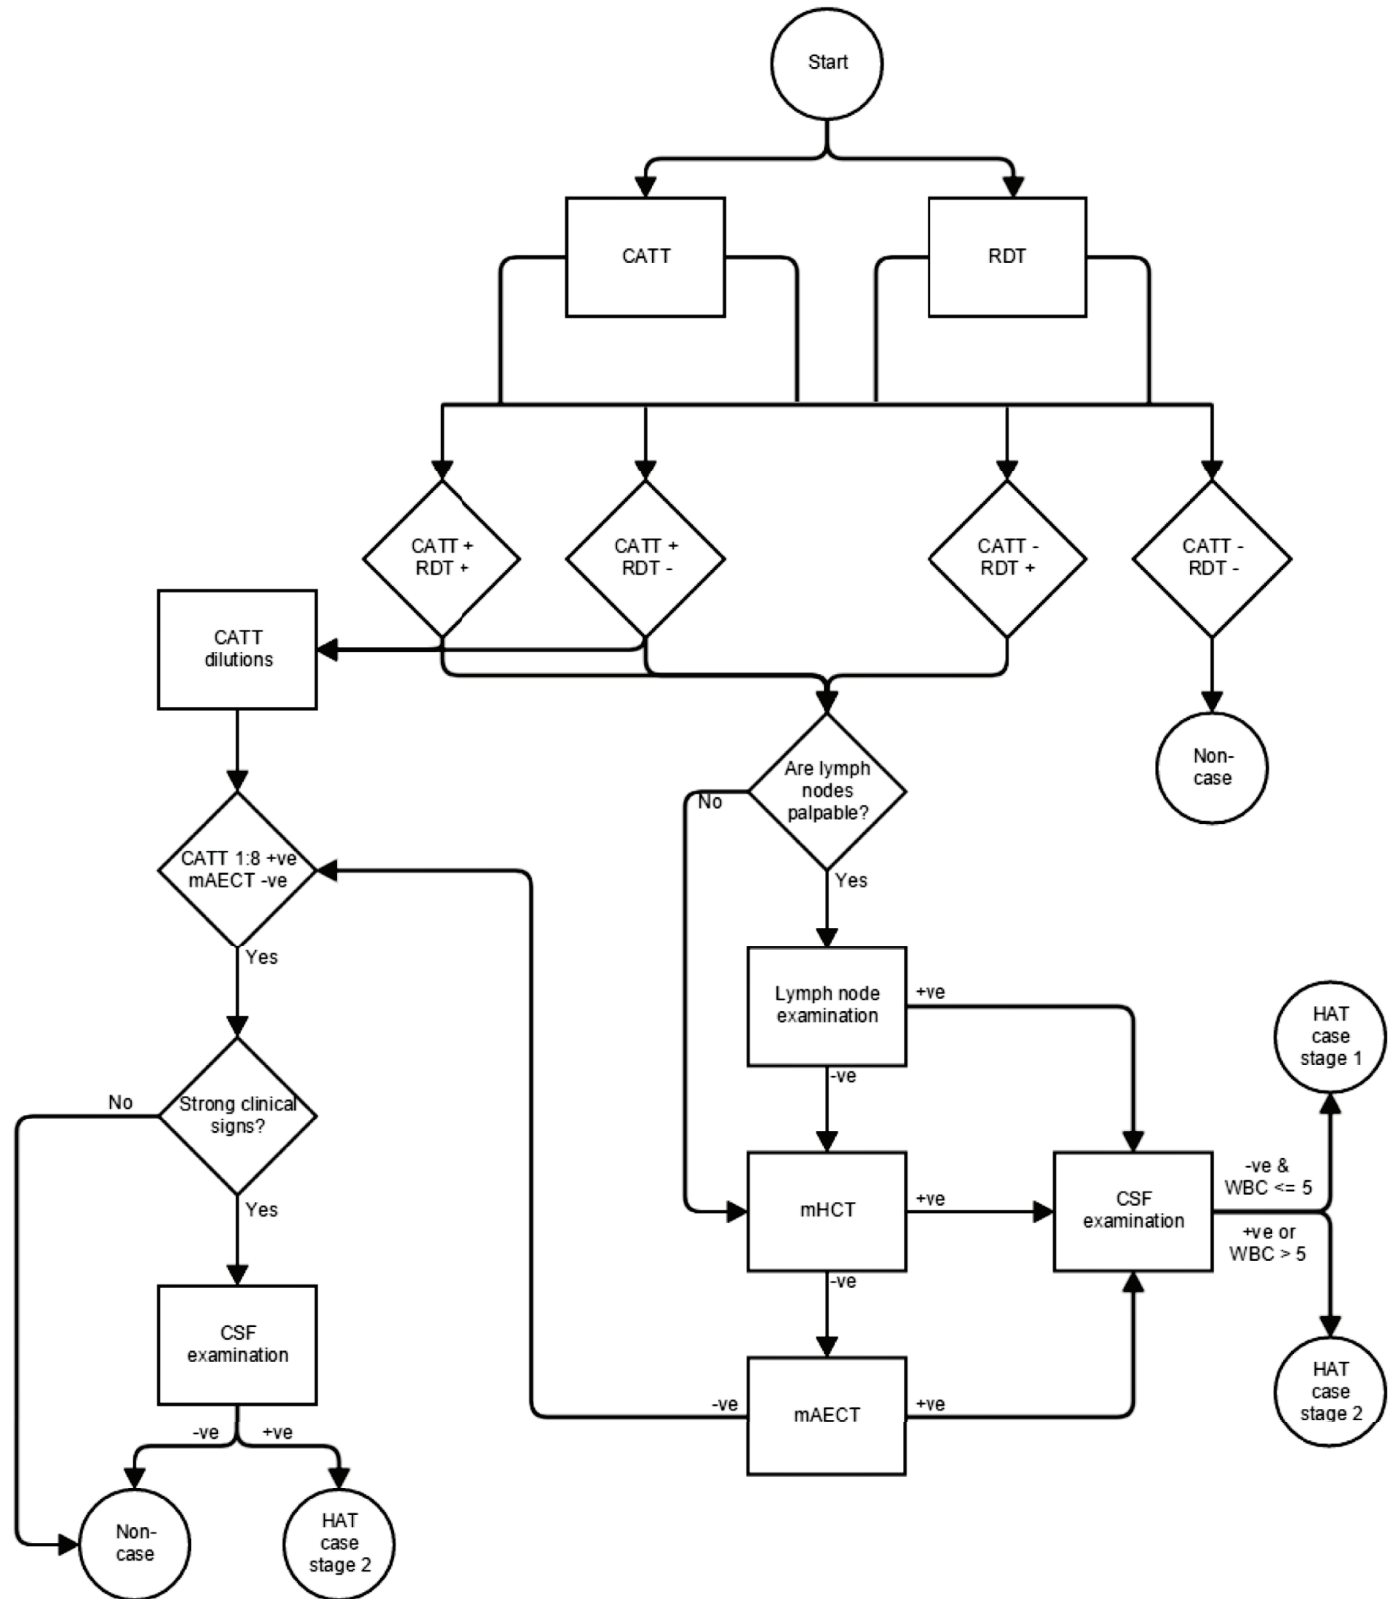 Start
CATT
RDT
CATT +
RDT +
CATT +
RDT -
CATT -
RDT +
CATT -
RDT -
CATT
dilutions
Are lymph
nodes
palpable?
No
Yes
Non-
case
CATT 1:8 +ve
mAECT -ve
Yes
Lymph node
examination
+ve
-ve
HAT
case
stage 1
Strong clinical
signs?
No
Yes
mHCT
+ve
-ve
CSF
examination
-ve &
WBC <= 5
+ve or
WBC > 5
CSF
examination
-ve
+ve
mAECT
-ve
+ve
HAT
case
stage 2
Non-
case
HAT
case
stage 2